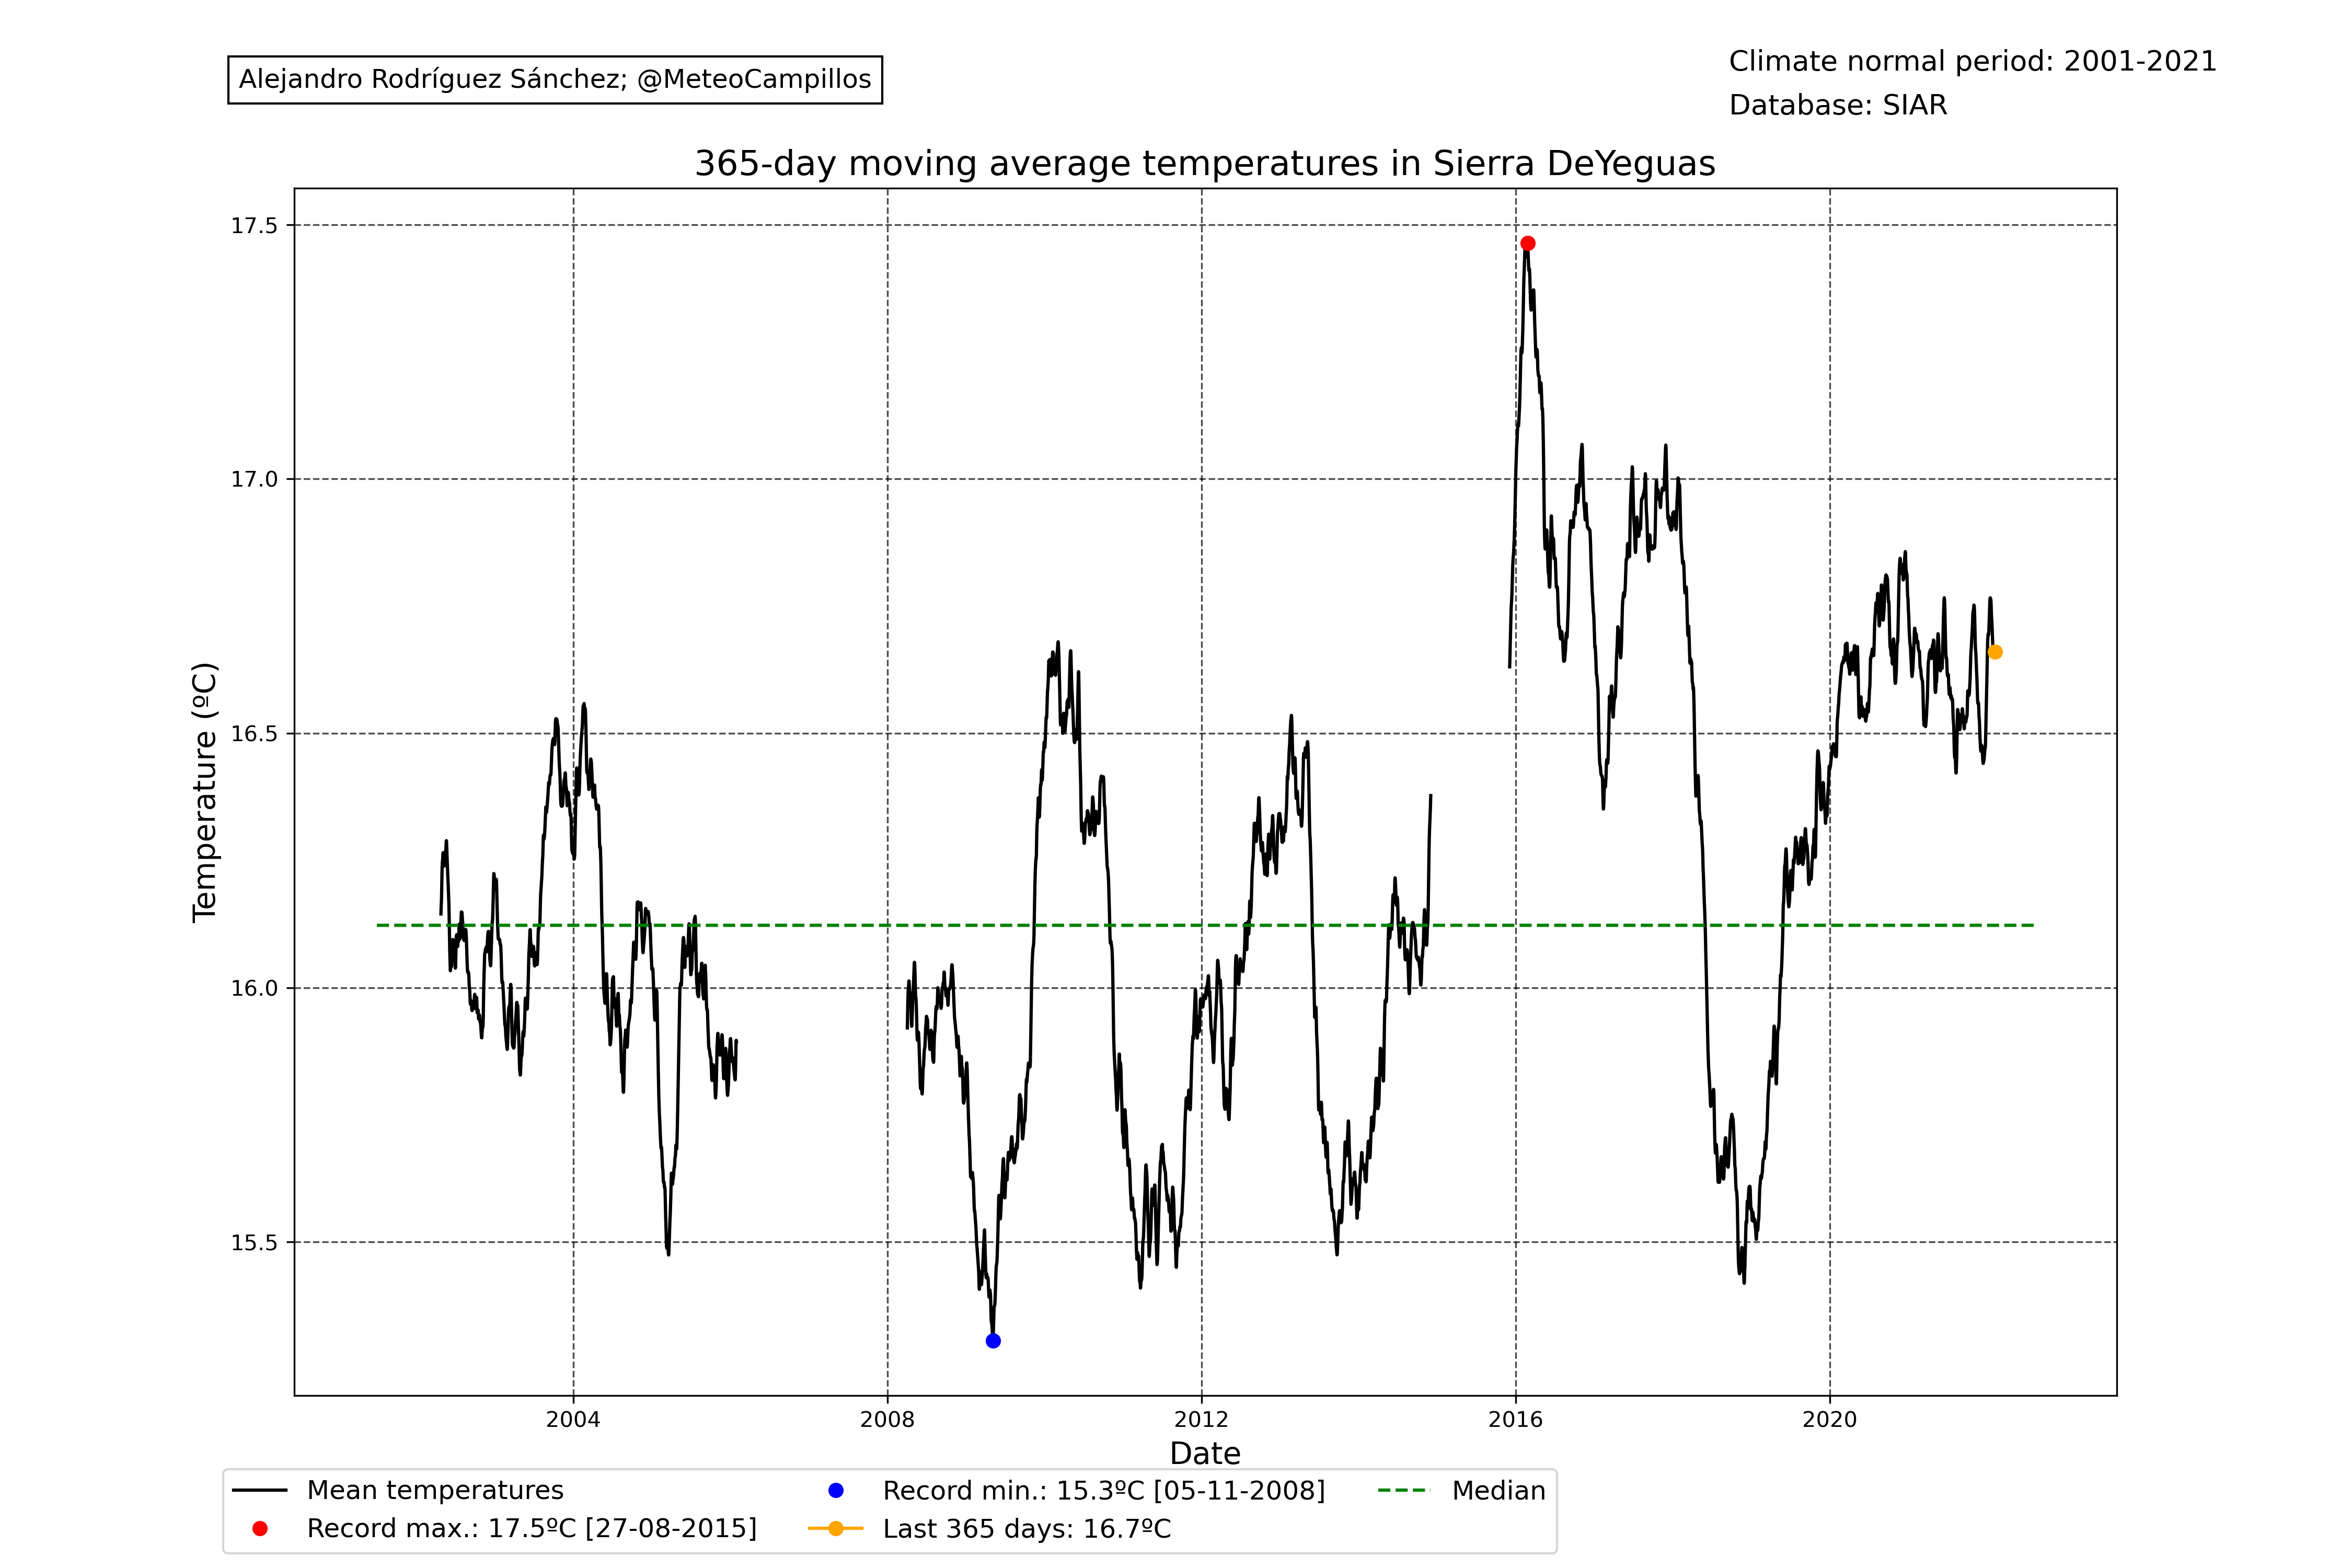 Alejandro Rodríguez Sánchez; @MeteoCampillos
Climate normal period: 2001-2021
Database: SIAR
365-day moving average temperatures in Sierra DeYeguas
Temperature (ºC)
17.5
17.0
16.5
16.0
15.5
2004
2008
2012
2016
2020
Date
Mean temperatures
Record max.: 17.5ºC [27-08-2015]
Record min.: 15.3ºC [05-11-2008]
Last 365 days: 16.7ºC
Median